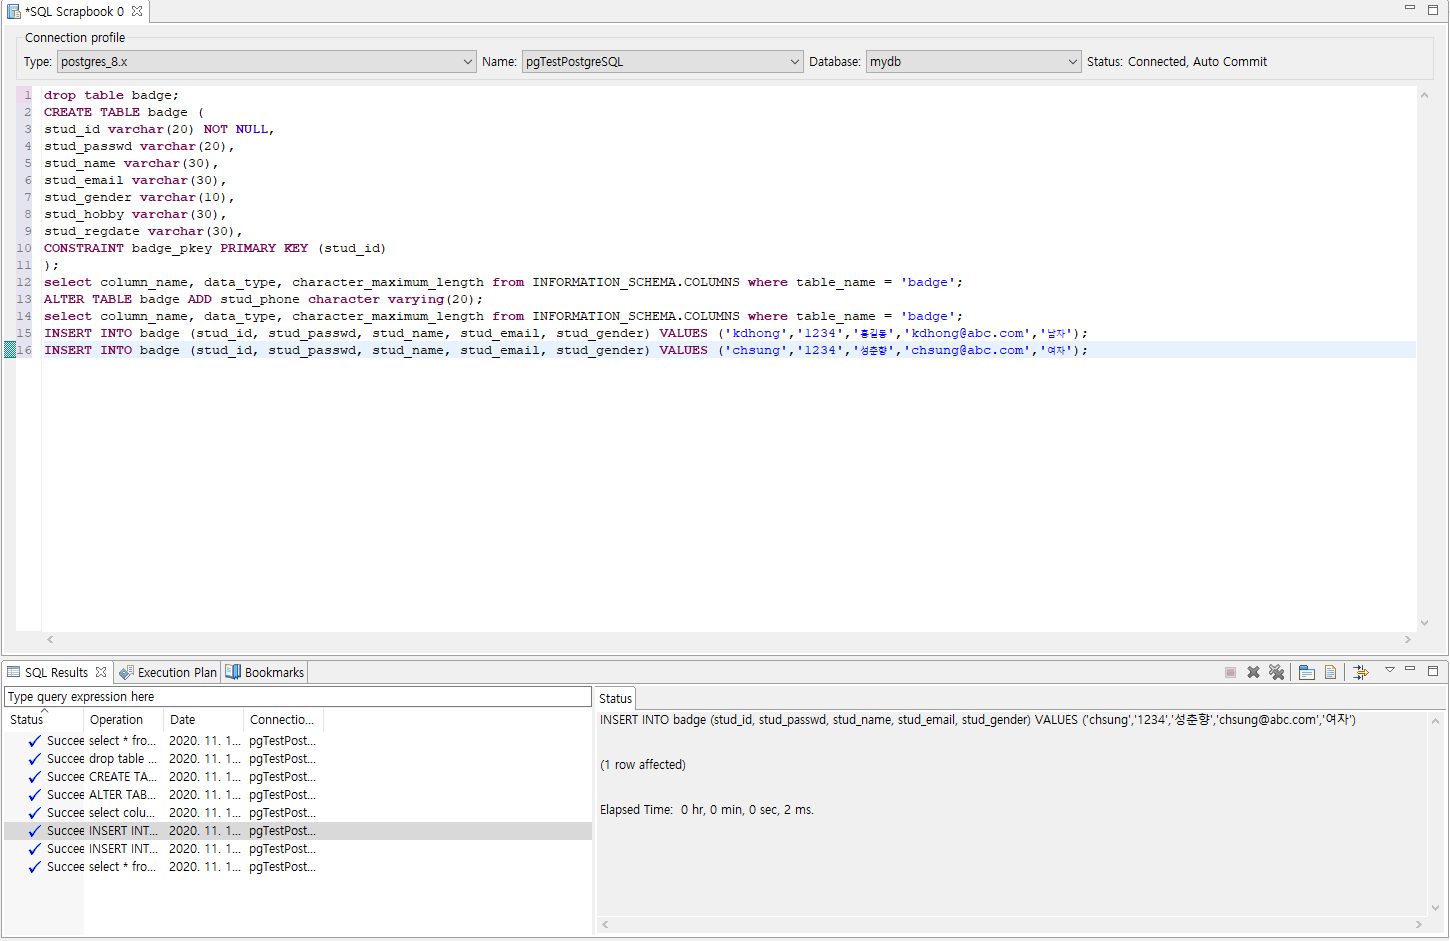 *SQL Scrapbook 0
Connection profile
Type: postgres_8.x Name: pgTestPostgreSQL Database: mydb Status: Connected, Auto Commit
1 drop table badge;
2 CREATE TABLE badge (
3 stud_id varchar(20) NOT NULL,
4 stud_passwd varchar(20),
5 stud_name varchar(30),
6 stud_email varchar(30),
7 stud_gender varchar(10),
8 stud_hobby varchar(30),
9 stud_regdate varchar(30),
10 CONSTRAINT badge_pkey PRIMARY KEY (stud_id)
11 );
12 select column_name, data_type, character_maximum_length from INFORMATION_SCHEMA.COLUMNS where table_name = 'badge';
13 ALTER TABLE badge ADD stud_phone character varying(20);
14 select column_name, data_type, character_maximum_length from INFORMATION_SCHEMA.COLUMNS where table_name = 'badge';
15 INSERT INTO badge (stud_id, stud_passwd, stud_name, stud_email, stud_gender) VALUES ('kdhong','1234','홍길동','kdhong@abc.com','남자');
16 INSERT INTO badge (stud_id, stud_passwd, stud_name, stud_email, stud_gender) VALUES ('chsung','1234','성춘향','chsung@abc.com','여자');
SQL Results Execution Plan Bookmarks
Type query expression here
Status Operation Date Connectio...
Succee select * fro... 2020. 11. 1... pgTestPost...
Succee drop table ... 2020. 11. 1... pgTestPost...
Succee CREATE TA... 2020. 11. 1... pgTestPost...
Succee ALTER TAB... 2020. 11. 1... pgTestPost...
Succee select colu... 2020. 11. 1... pgTestPost...
Succee INSERT INT... 2020. 11. 1... pgTestPost...
Succee INSERT INT... 2020. 11. 1... pgTestPost...
Succee select * fro... 2020. 11. 1... pgTestPost...
Status
INSERT INTO badge (stud_id, stud_passwd, stud_name, stud_email, stud_gender) VALUES ('chsung','1234','성춘향','chsung@abc.com','여자')
(1 row affected)
Elapsed Time:  0 hr, 0 min, 0 sec, 2 ms.